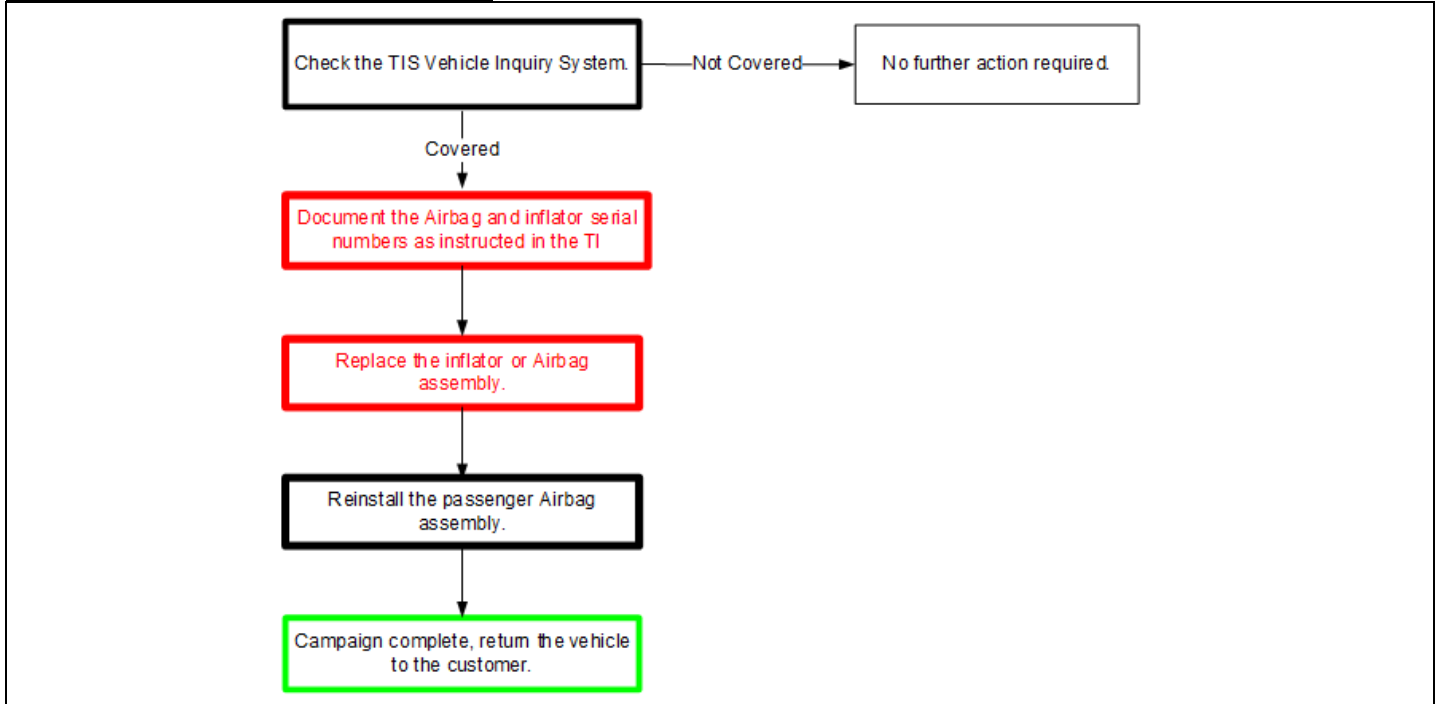 Check the TIS Vehicle Inquiry System.
Not Covered
No further action required.
Covered
Document the Airbag and inflator serial
numbers as instructed in the TI
Replace the inflator or Airbag
assembly.
Reinstall the passenger Airbag
assembly.
Campaign complete, return the vehicle
to the customer.